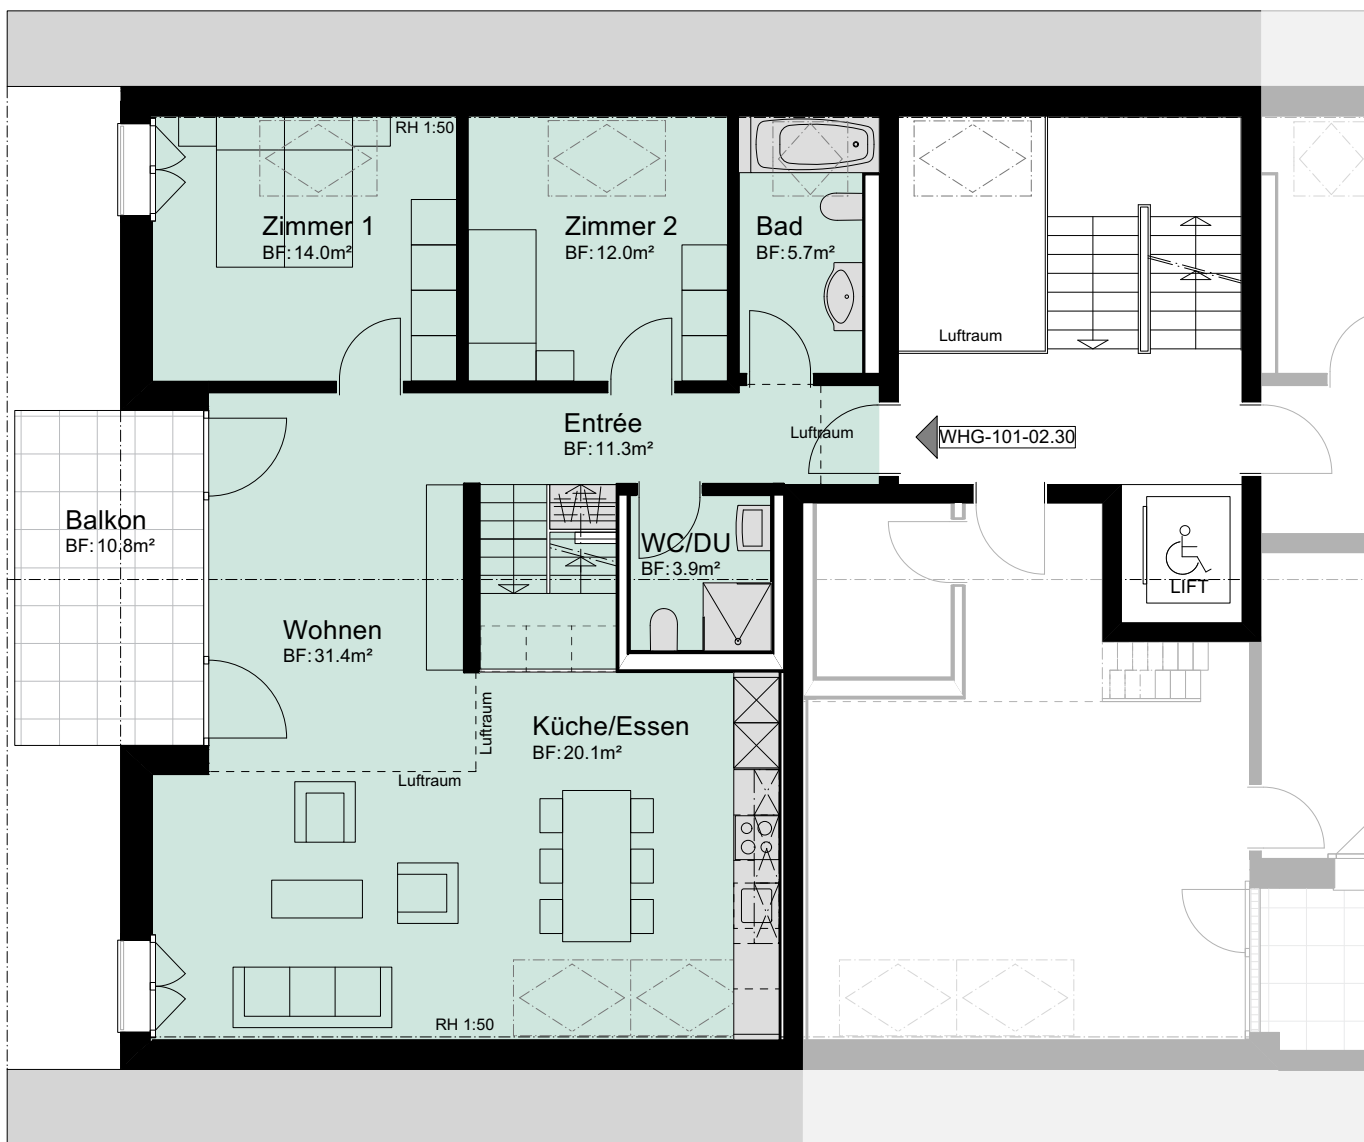 RH 1:50
Zimmer 1
BF: 14.0m²
Zimmer 2
BF: 12.0m²
Bad
BF: 5.7m²
Luftraum
Entrée
BF: 11.3m²
Luftraum
WHG-101-02.30
Balkon
BF: 10.8m²
WC/DU
BF: 3.9m²
LIFT
Wohnen
BF: 31.4m²
Luftraum
Küche/Essen
BF: 20.1m²
Luftraum
RH 1:50